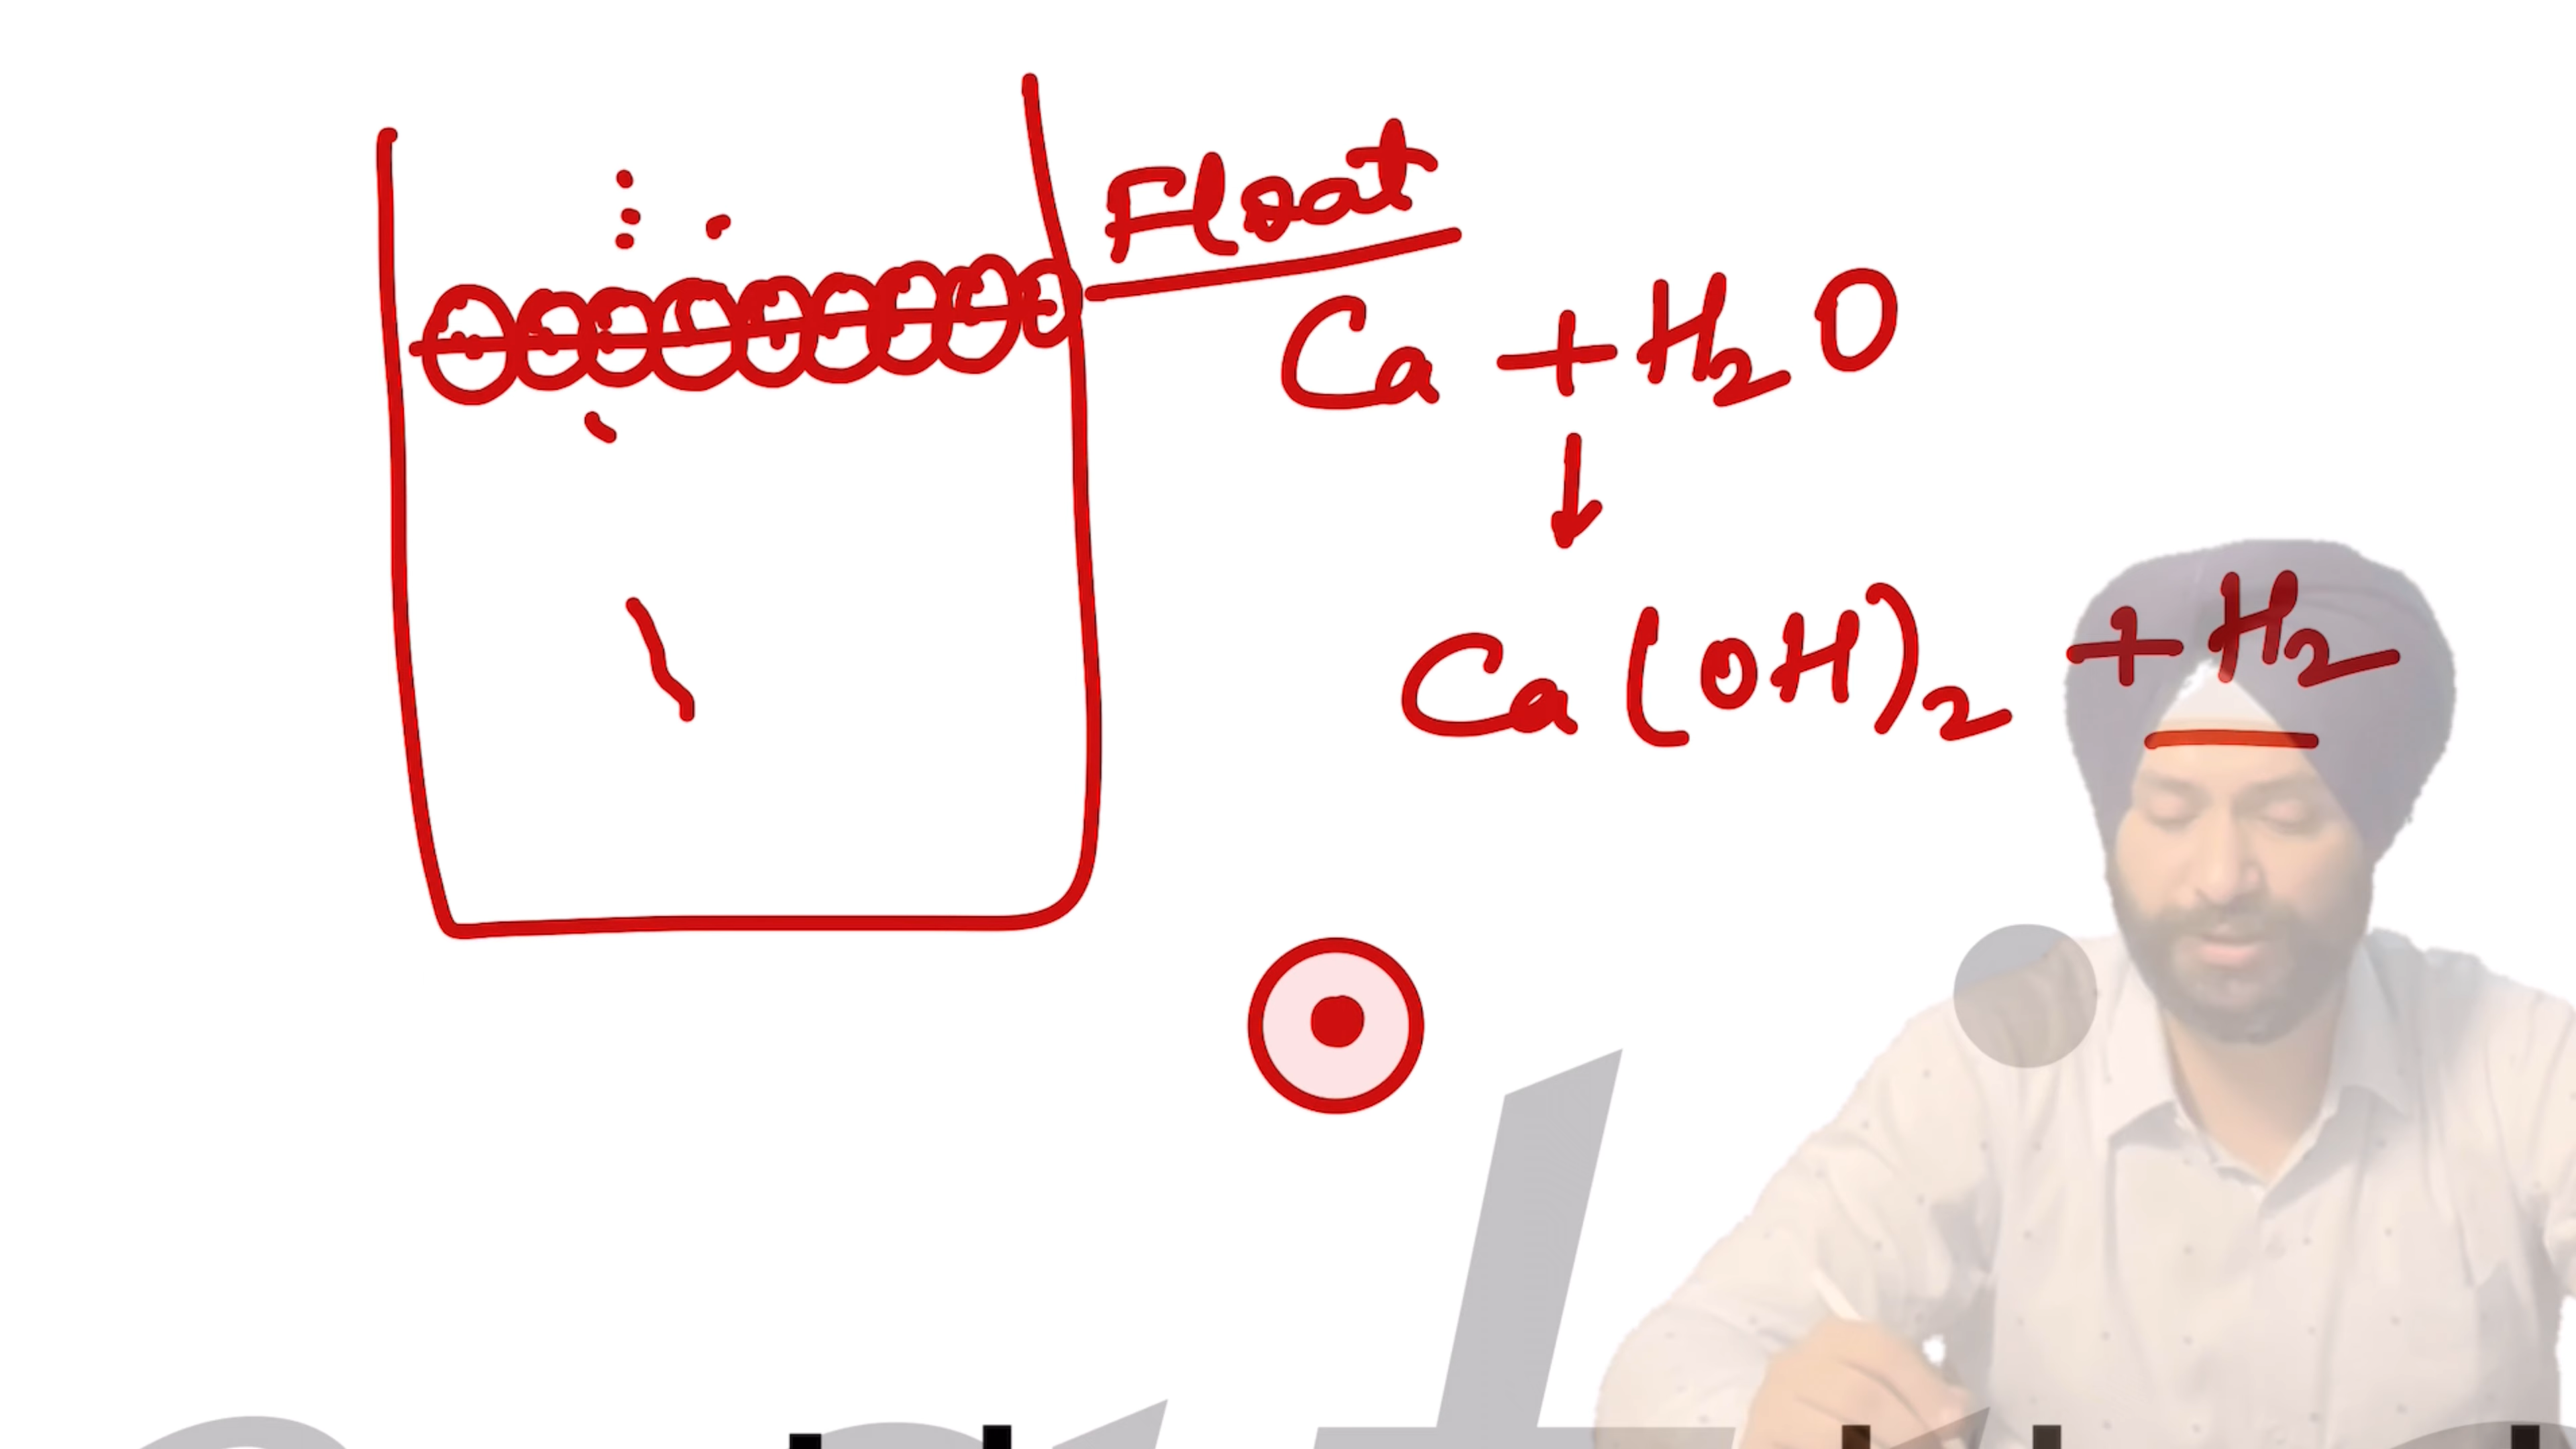 Float
Ca + H₂O
↓
Ca(OH)₂ + H₂